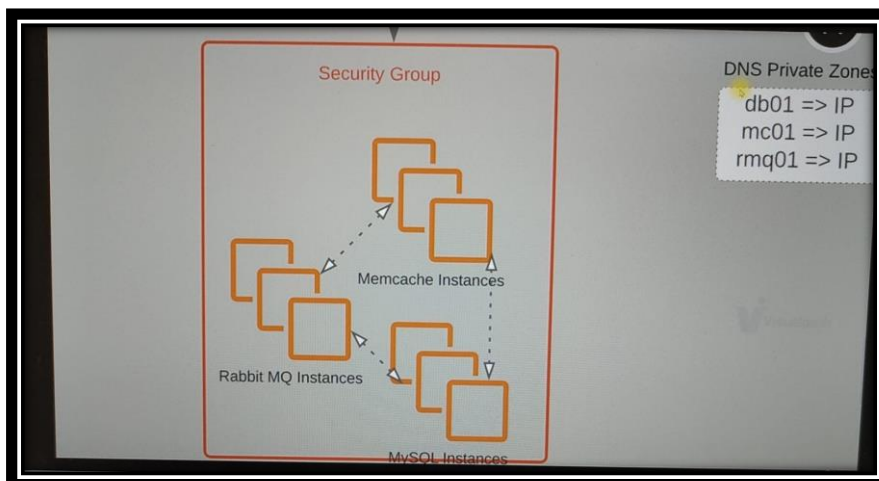 Security Group
DNS Private Zones
db01 => IP
mc01 => IP
rmq01 => IP
Memcache Instances
Rabbit MQ Instances
MySQL Instances